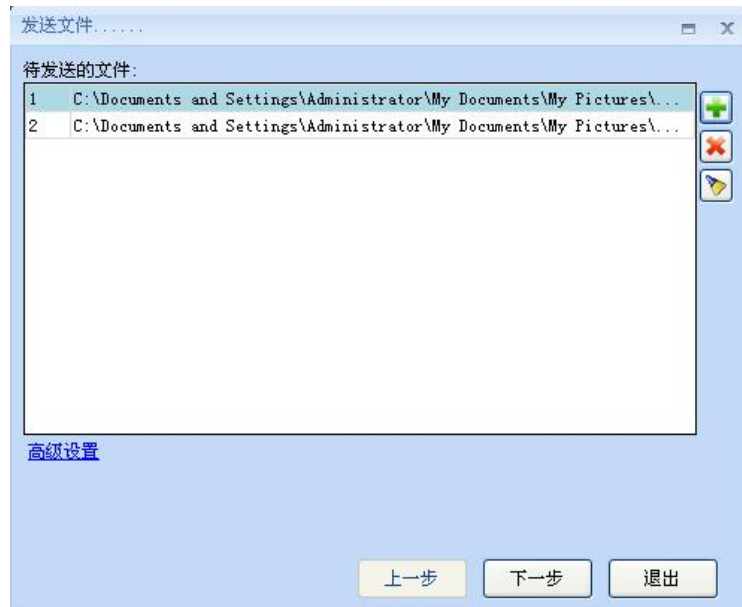 发送文件......
待发送的文件:
1 C:\Documents and Settings\Administrator\My Documents\My Pictures\...
2 C:\Documents and Settings\Administrator\My Documents\My Pictures\...
高级设置
上一步 下一步 退出